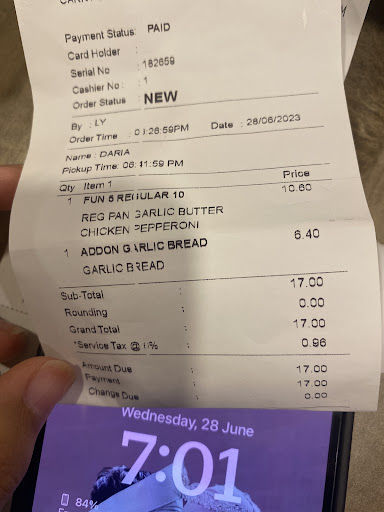 Payment Status: PAID
Card Holder :
Serial No : 182659
Cashier No : 1
Order Status : NEW
By : LY
Order Time : Date : 28/06/2023
Name : DARIA
Pickup Time: 06:41:59 PM
Qty Item 1 Price
1 FUN 6 REGULAR 10 10.60
REG PAN GARLIC BUTTER
CHICKEN PEPPERONI
1 ADDON GARLIC BREAD 6.40
GARLIC BREAD
Sub-Total : 17.00
Rounding : 0.00
Grand Total : 17.00
*Service Tax @ 6% : 0.96
Amount Due 17.00
Payment 17.00
Change Due 0.00
Wednesday, 28 June
7:01
84%